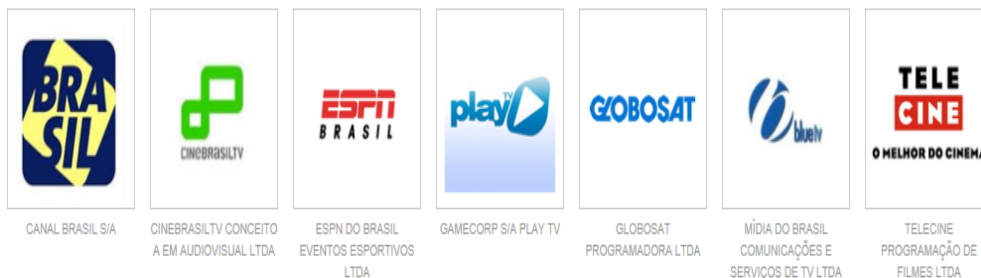 BRA
SIL
CINEBRASILTV
ESPN
BRASIL
playTV
GLOBOSAT
bluetv
TELE
CINE
O MELHOR DO CINEMA
CANAL BRASIL S/A
CINEBRASILTV CONCEITO
A EM AUDIOVISUAL LTDA
ESPN DO BRASIL
EVENTOS ESPORTIVOS
LTDA
GAMECORP S/A PLAY TV
GLOBOSAT
PROGRAMADORA LTDA
MÍDIA DO BRASIL
COMUNICAÇÕES E
SERVICOS DE TV LTDA
TELECINE
PROGRAMAÇÃO DE
FILMES LTDA